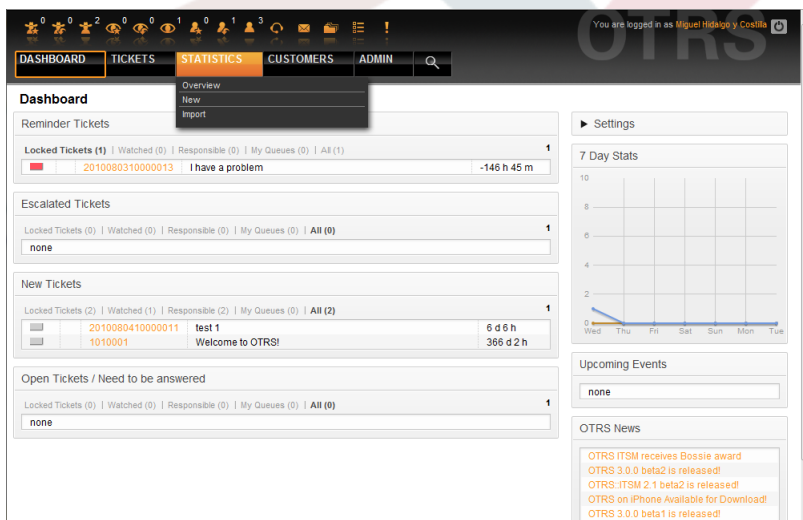 0 0 2 0 0 1 0 1 3
You are logged in as Miguel Hidalgo y Costilla
OTRS
DASHBOARD TICKETS STATISTICS CUSTOMERS ADMIN
Overview
New
Import
Dashboard
Reminder Tickets
Locked Tickets (1) | Watched (0) | Responsible (0) | My Queues (0) | All (1) 1
2010080310000013 I have a problem -146 h 45 m
Escalated Tickets
Locked Tickets (0) | Watched (0) | Responsible (0) | My Queues (0) | All (0) 1
none
New Tickets
Locked Tickets (2) | Watched (1) | Responsible (2) | My Queues (0) | All (2) 1
2010080410000011 test 1 6 d 6 h
1010001 Welcome to OTRS! 366 d 2 h
Open Tickets / Need to be answered
Locked Tickets (0) | Watched (0) | Responsible (0) | My Queues (0) | All (0) 1
none
Settings
7 Day Stats
10
8
6
4
2
0
Wed Thu Fri Sat Sun Mon Tue
Upcoming Events
none
OTRS News
OTRS ITSM receives Bossie award
OTRS 3.0.0 beta2 is released!
OTRS::ITSM 2.1 beta2 is released!
OTRS on iPhone Available for Download!
OTRS 3.0.0 beta1 is released!